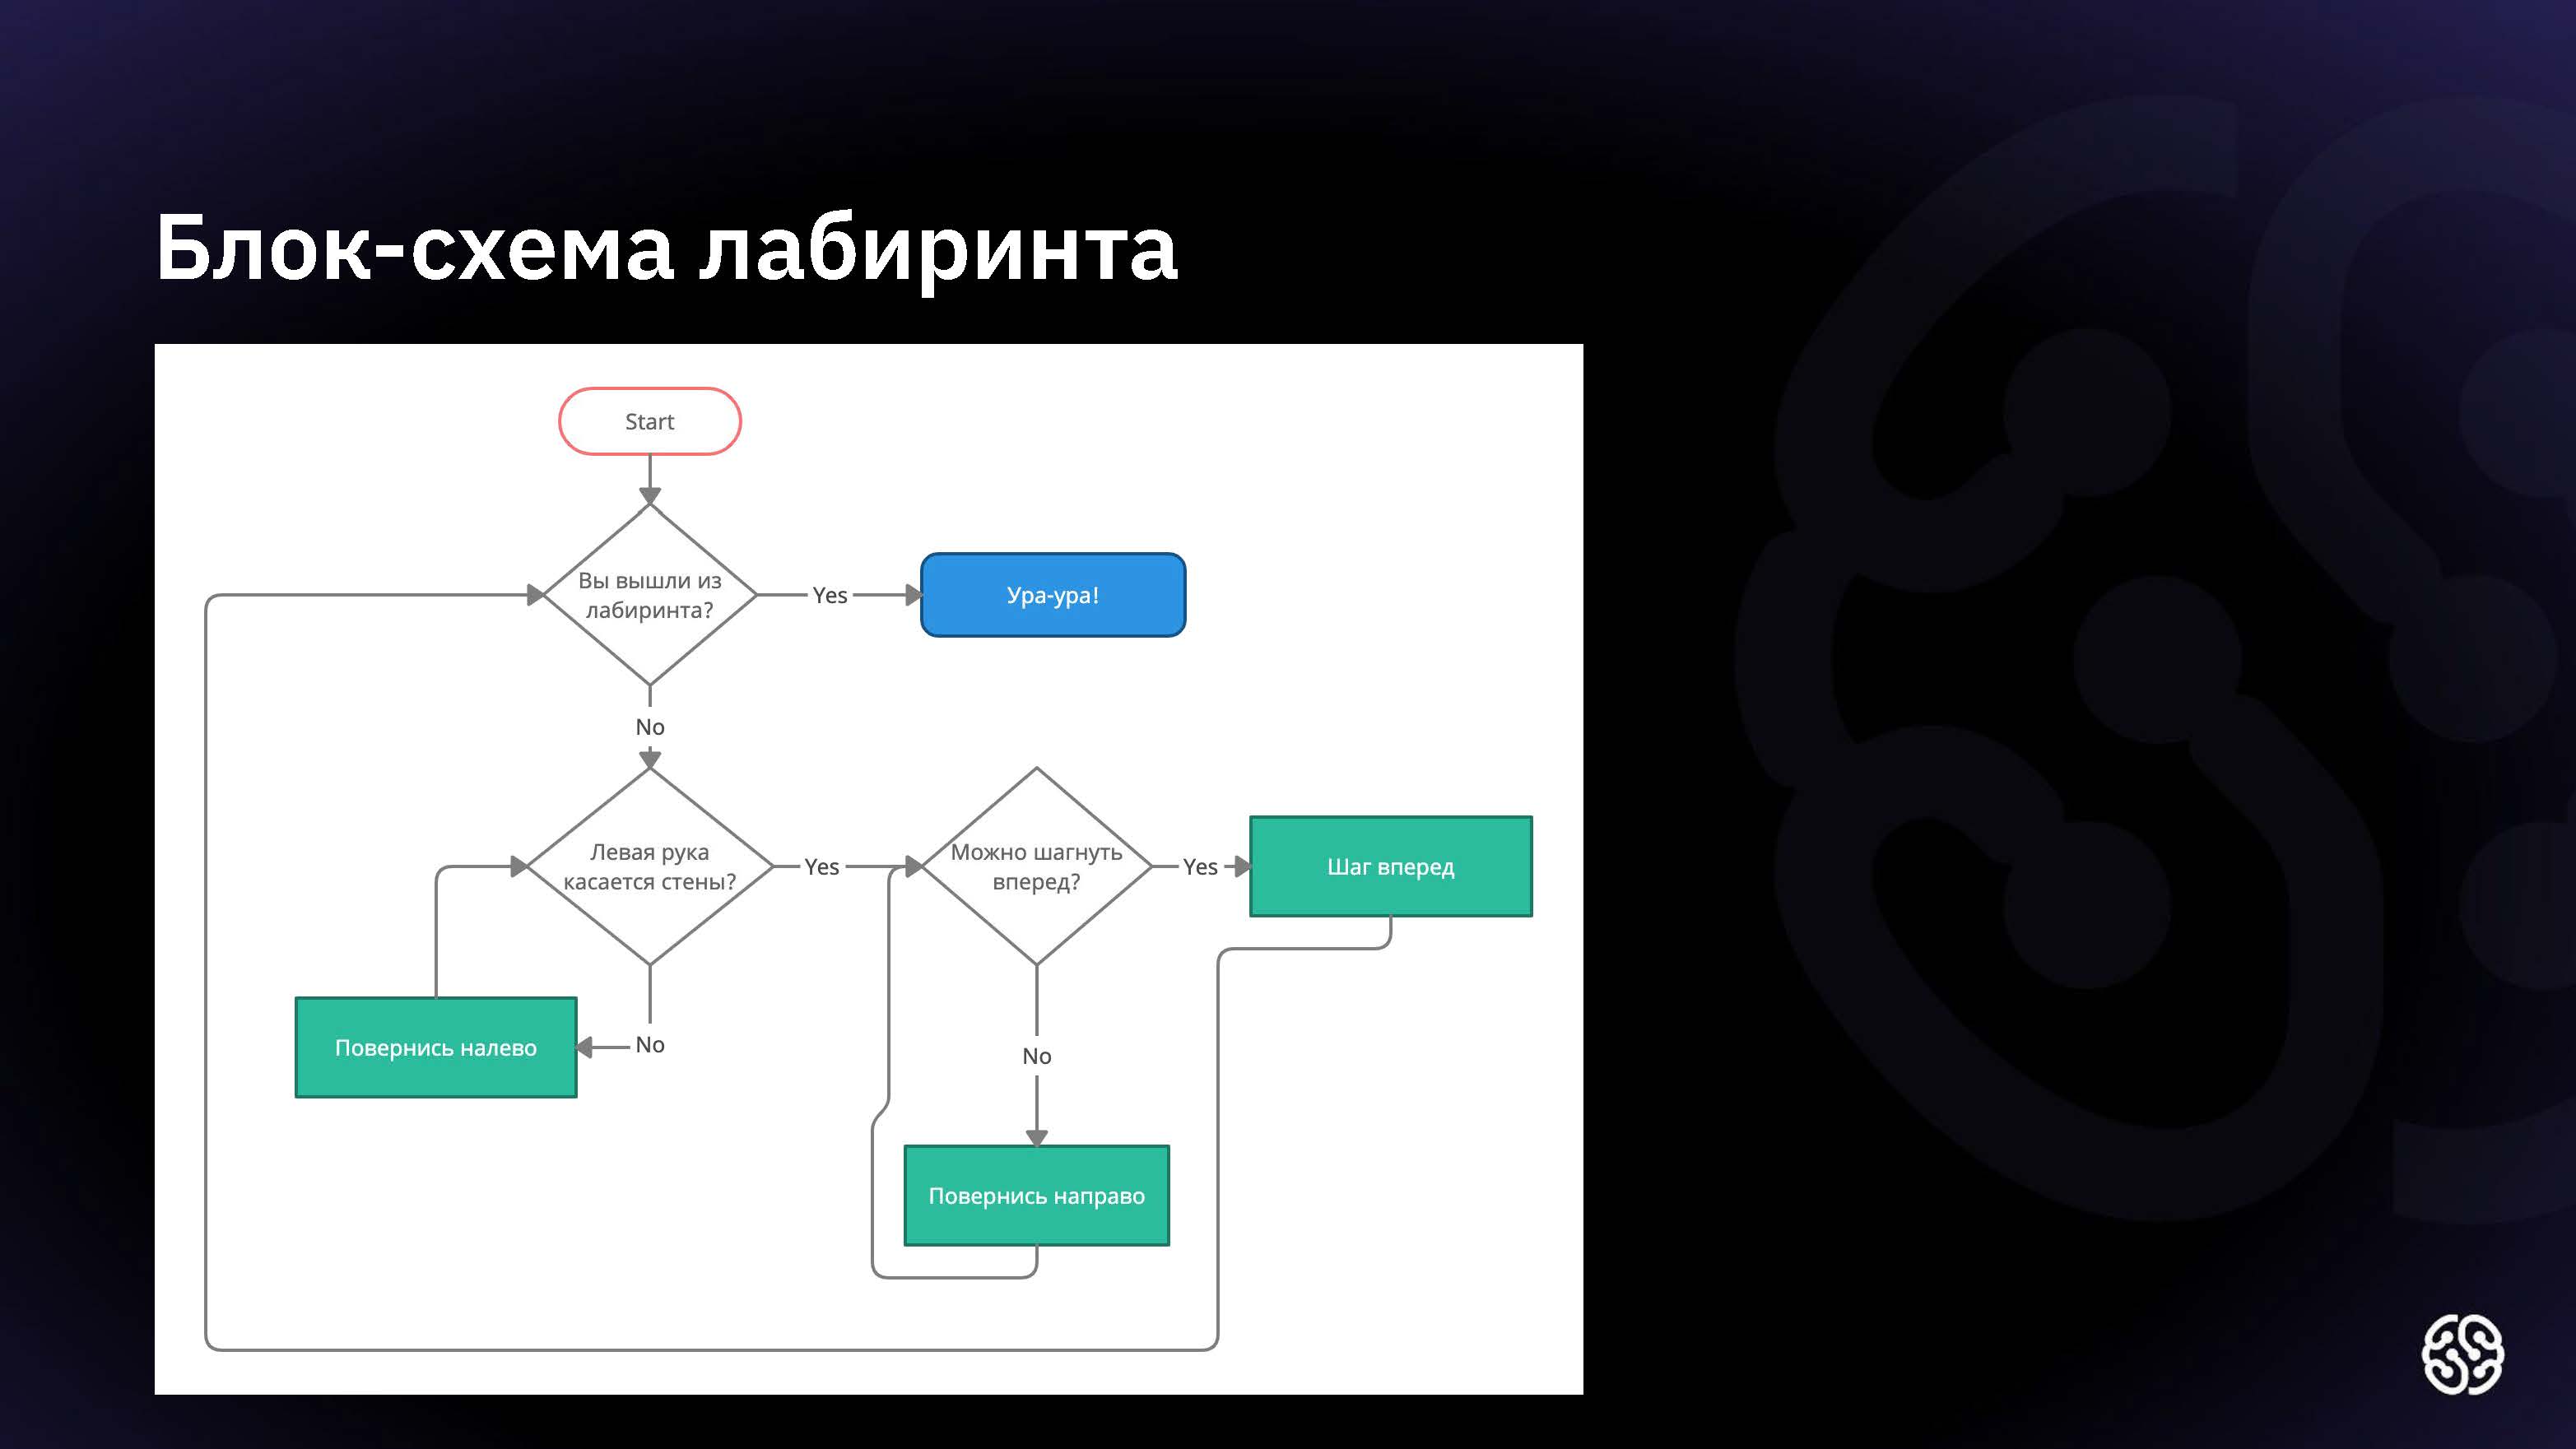 Блок-схема лабиринта
Start
Вы вышли из
лабиринта?
Yes
Ура-ура!
No
Левая рука
касается стены?
Yes
Можно шагнуть
вперед?
Yes
Шаг вперед
Повернись налево
No
No
Повернись направо